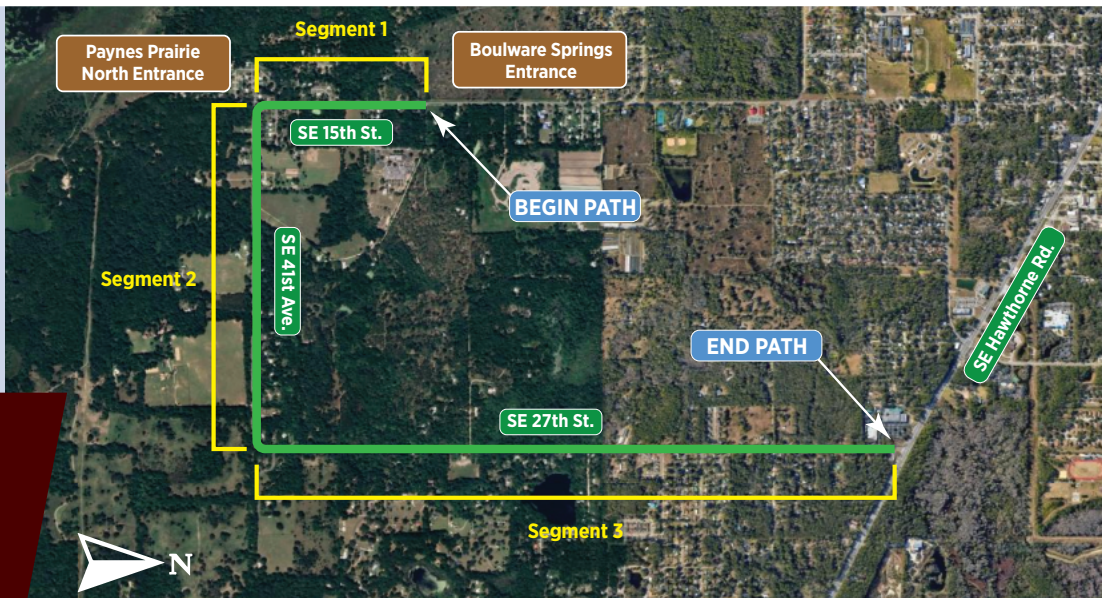 Segment 1
Paynes Prairie
North Entrance
Boulware Springs
Entrance
SE 15th St.
BEGIN PATH
SE 41st Ave.
Segment 2
SE Hawthorne Rd.
END PATH
SE 27th St.
Segment 3
N